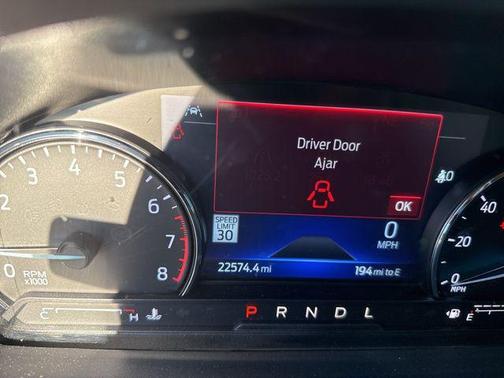 Driver Door
Ajar
OK
SPEED
LIMIT
30
0
MPH
22574.4 mi
194 mi to E
0
1
2
3
4
5
6
7
8
RPM
x1000
C
H
P R N D L
0
20
40
MPH
E